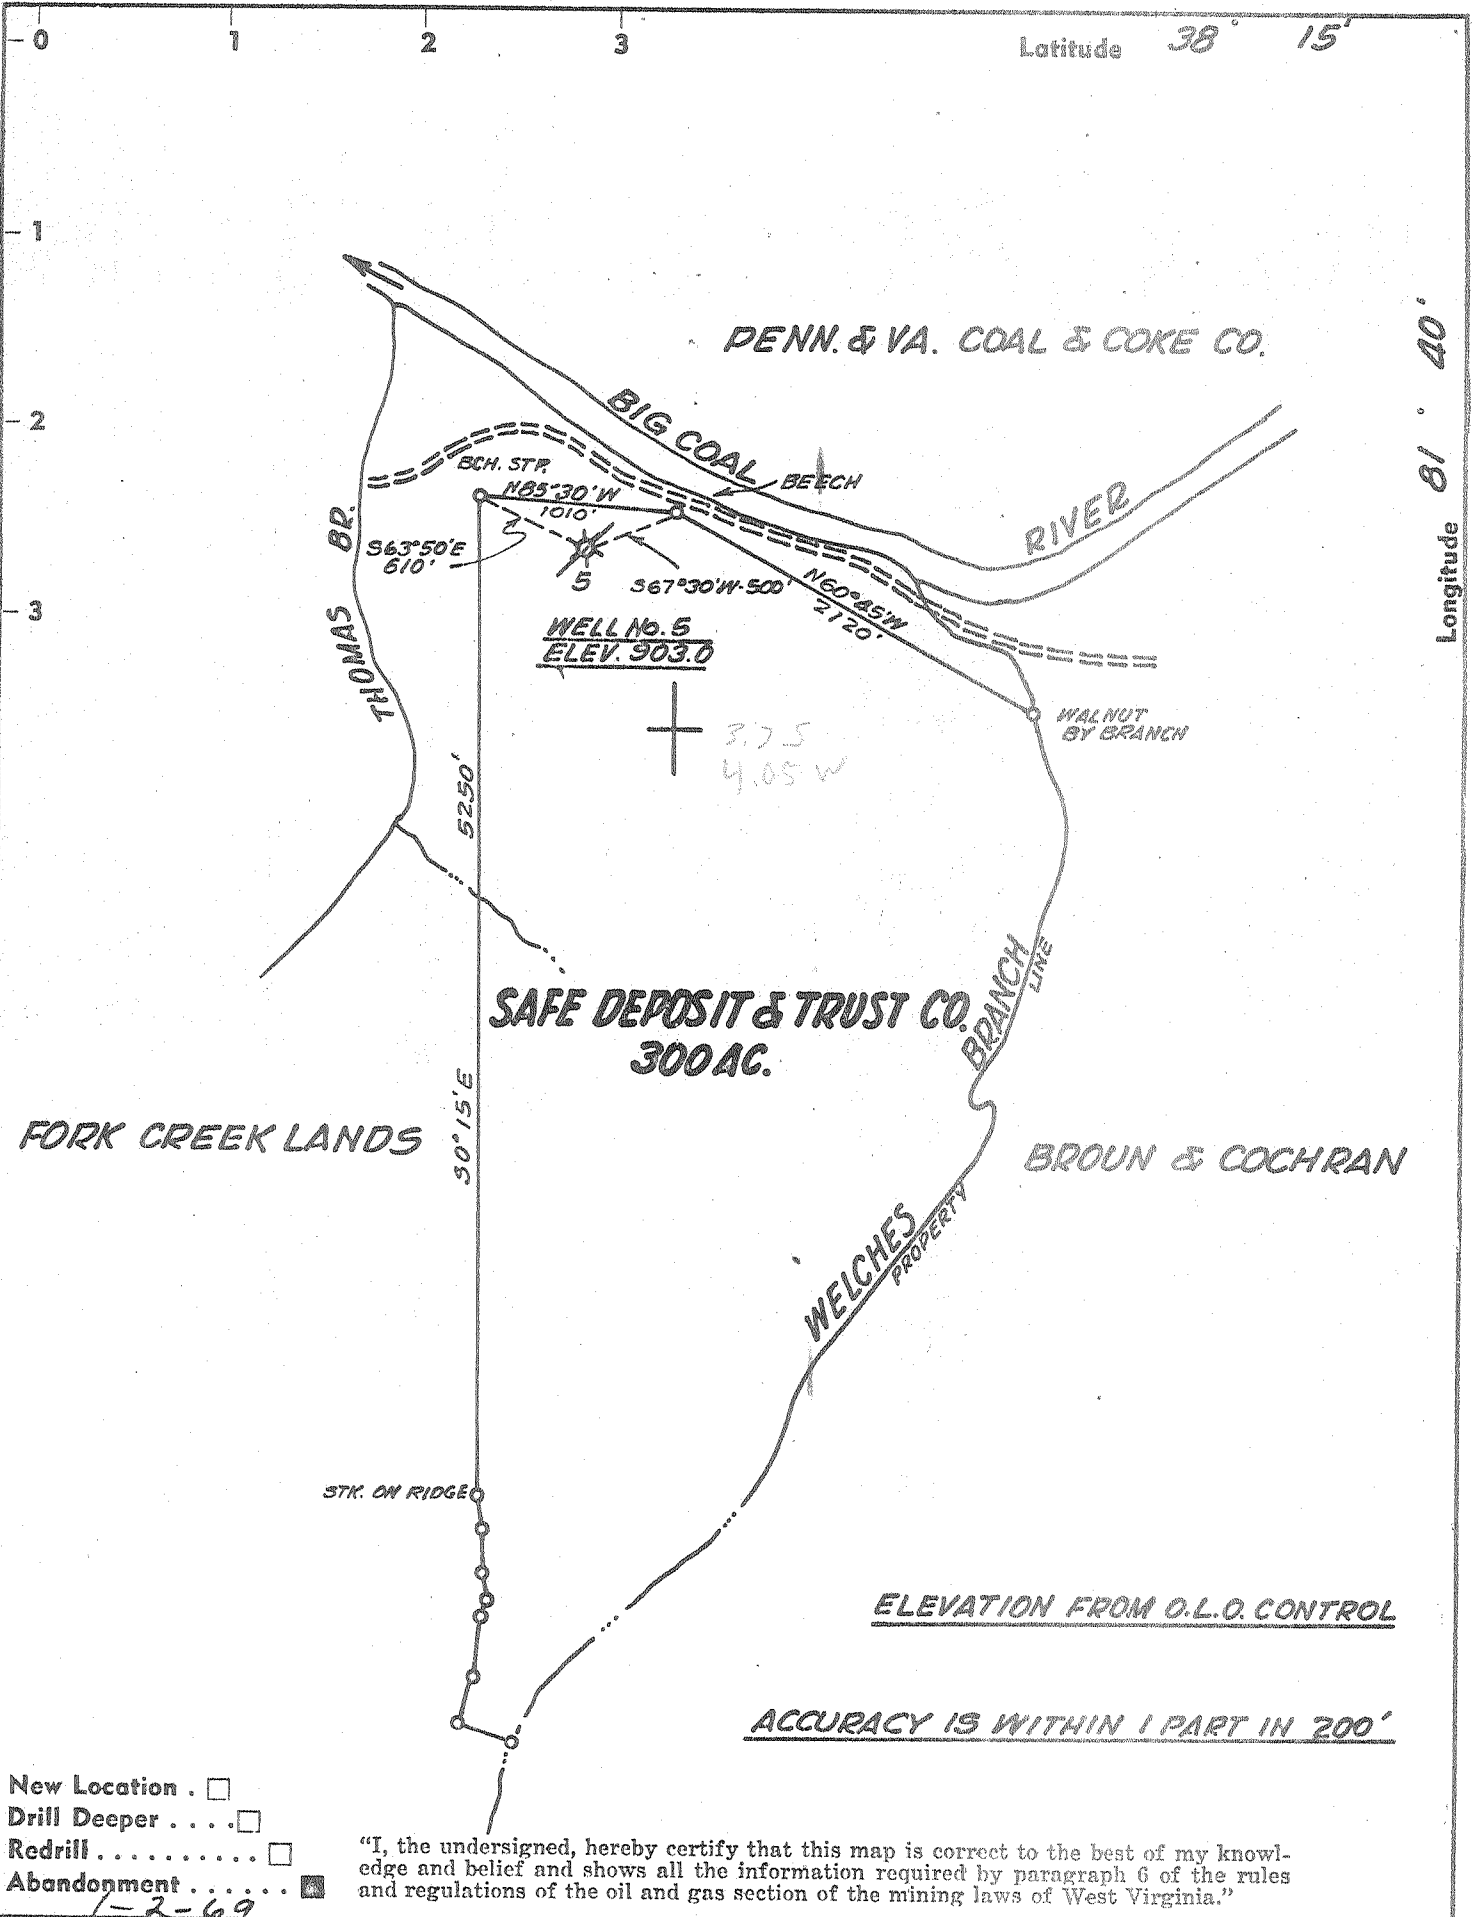 0 1 2 3
Latitude 38° 15'
1
2
3
Longitude 81° 40'
PENN. & VA. COAL & COKE CO.
BIG COAL
RIVER
BEECH
BCH. STP.
N85°30'W
1010'
S63°50'E
610'
5
S67°30'W-500'
N60°45'W
2120'
THOMAS BR.
WELL NO. 5
ELEV. 903.0
3.7 S
4.05 W
WALNUT
BY BRANCH
5250'
S0°15'E
SAFE DEPOSIT & TRUST CO.
300 AC.
BRANCH
LINE
FORK CREEK LANDS
BROUN & COCHRAN
WELCHES
PROPERTY
STK. ON RIDGE
ELEVATION FROM O.L.O. CONTROL
ACCURACY IS WITHIN 1 PART IN 200'
New Location .
Drill Deeper . . . .
Redrill . . . . . . . . . .
Abandonment . . . . . .
1-2-69
"I, the undersigned, hereby certify that this map is correct to the best of my knowl-
edge and belief and shows all the information required by paragraph 6 of the rules
and regulations of the oil and gas section of the mining laws of West Virginia."